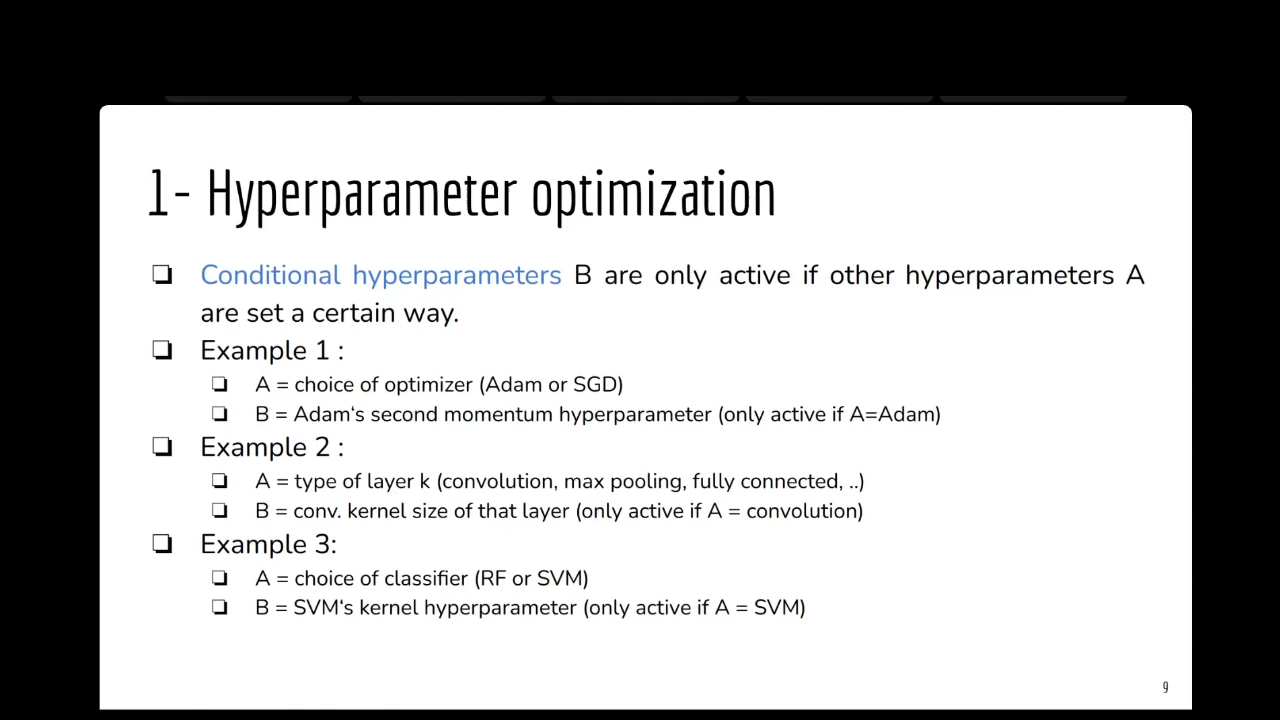 1- Hyperparameter optimization
❏ Conditional hyperparameters B are only active if other hyperparameters A
are set a certain way.
❏ Example 1 :
❏ A = choice of optimizer (Adam or SGD)
❏ B = Adam‘s second momentum hyperparameter (only active if A=Adam)
❏ Example 2 :
❏ A = type of layer k (convolution, max pooling, fully connected, ..)
❏ B = conv. kernel size of that layer (only active if A = convolution)
❏ Example 3:
❏ A = choice of classifier (RF or SVM)
❏ B = SVM‘s kernel hyperparameter (only active if A = SVM)
9